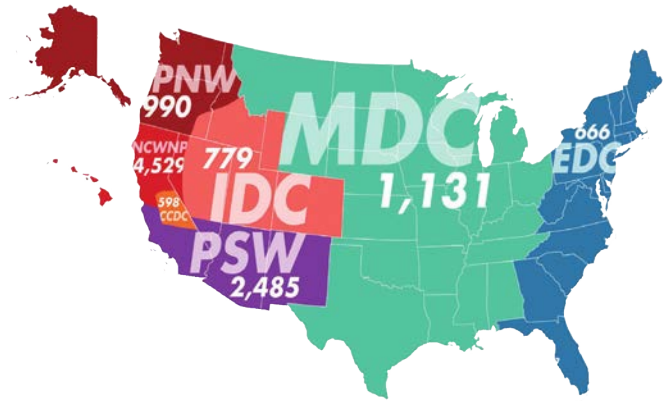 PNW
990
NCWNP
4,529
598
CCDC
779
IDC
PSW
2,485
MDC
1,131
666
EDC